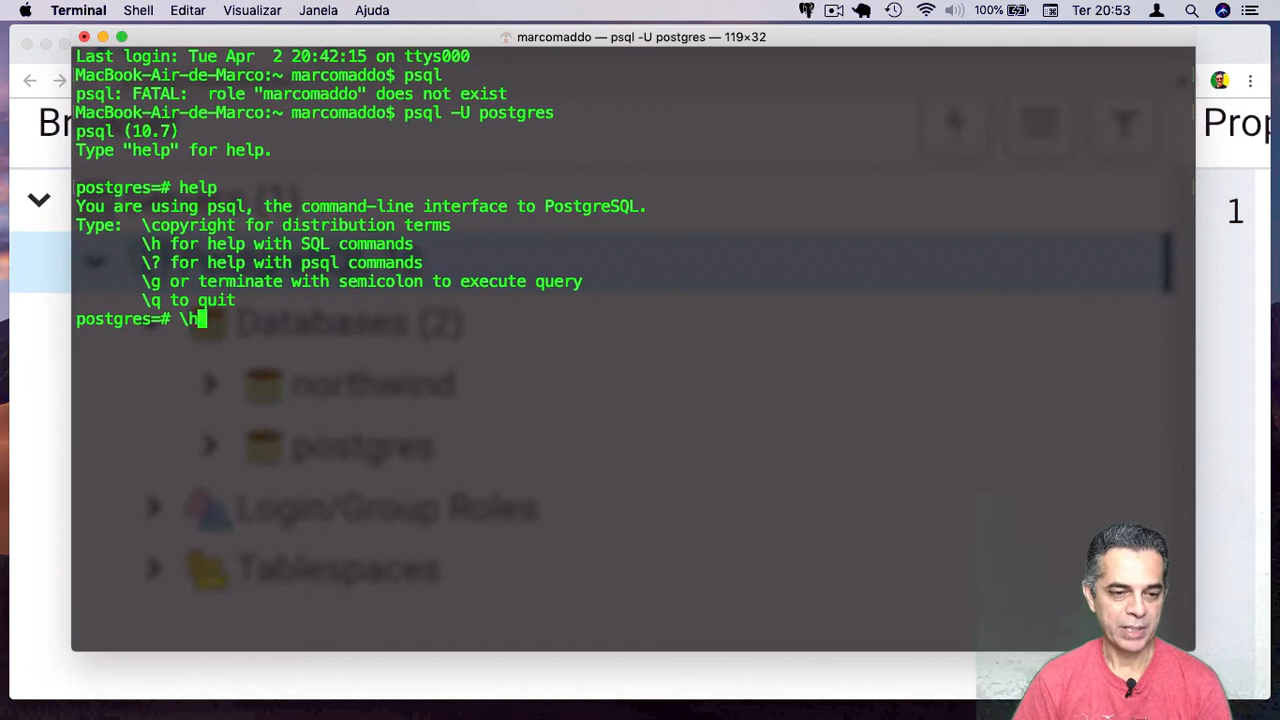 Terminal Shell Editar Visualizar Janela Ajuda 100% Ter 20:53
marcomaddo — psql -U postgres — 119×32
Last login: Tue Apr  2 20:42:15 on ttys000
MacBook-Air-de-Marco:~ marcomaddo$ psql
psql: FATAL:  role "marcomaddo" does not exist
MacBook-Air-de-Marco:~ marcomaddo$ psql -U postgres
psql (10.7)
Type "help" for help.
postgres=# help
You are using psql, the command-line interface to PostgreSQL.
Type:  \copyright for distribution terms
\h for help with SQL commands
\? for help with psql commands
\g or terminate with semicolon to execute query
\q to quit
postgres=# \h
Databases (2)
northwind
postgres
Login/Group Roles
Tablespaces
1